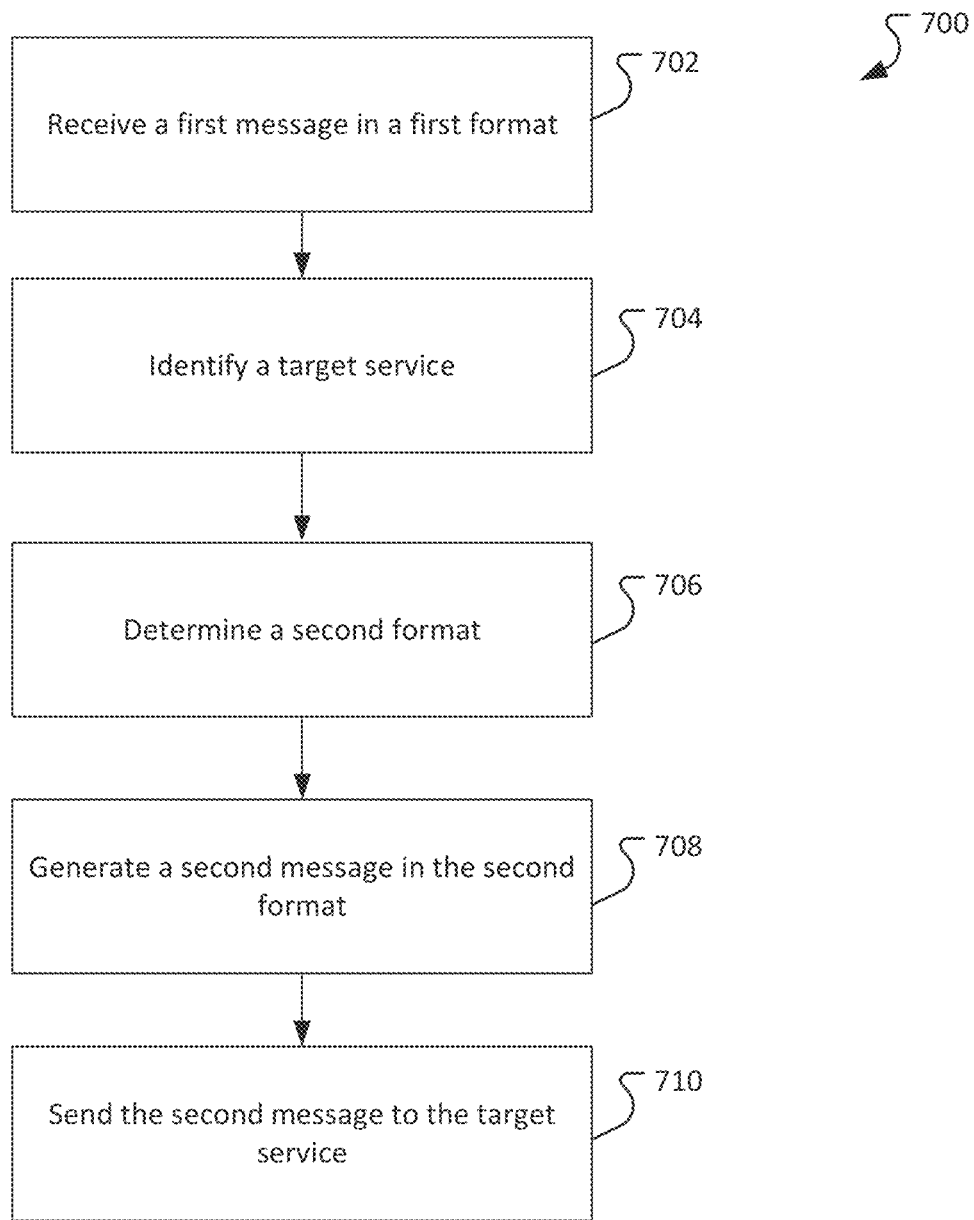 700
702
Receive a first message in a first format
704
Identify a target service
706
Determine a second format
708
Generate a second message in the second
format
710
Send the second message to the target
service